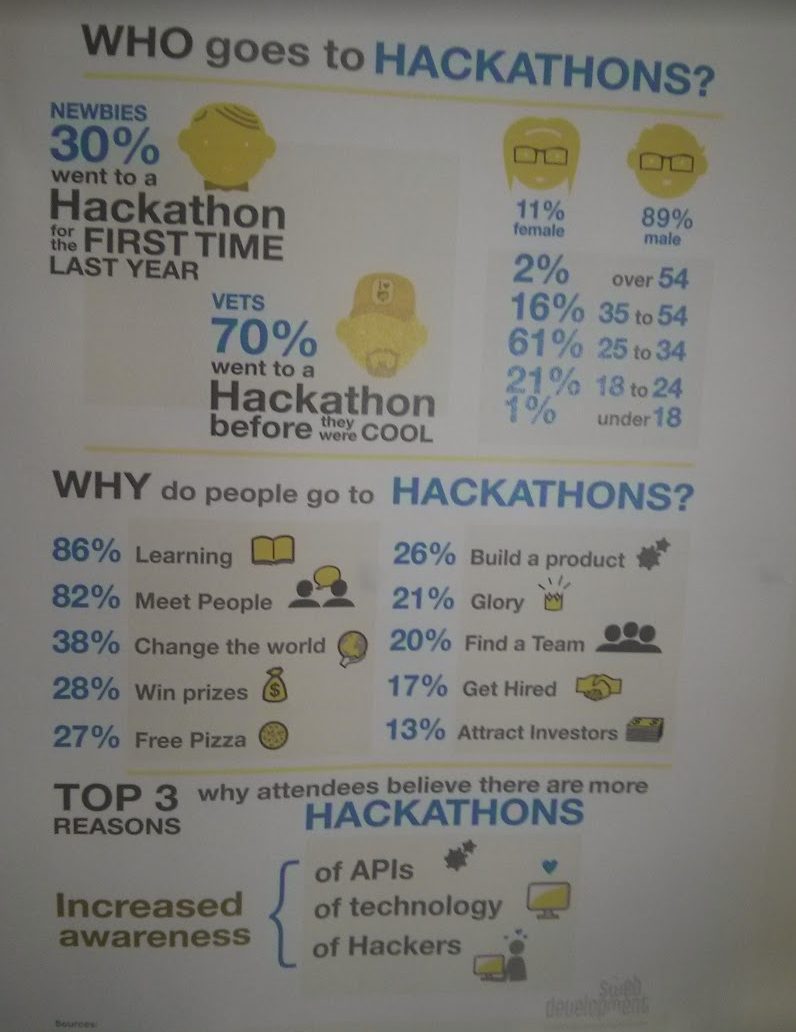 WHO goes to HACKATHONS?
NEWBIES
30%
went to a
Hackathon
for the FIRST TIME
LAST YEAR
VETS
70%
went to a
Hackathon
before they were COOL
11%
female
89%
male
2% over 54
16% 35 to 54
61% 25 to 34
21% 18 to 24
1% under 18
WHY do people go to HACKATHONS?
86% Learning
82% Meet People
38% Change the world
28% Win prizes
27% Free Pizza
26% Build a product
21% Glory
20% Find a Team
17% Get Hired
13% Attract Investors
TOP 3 REASONS why attendees believe there are more
HACKATHONS
Increased
awareness
of APIs
of technology
of Hackers
development
Sources: